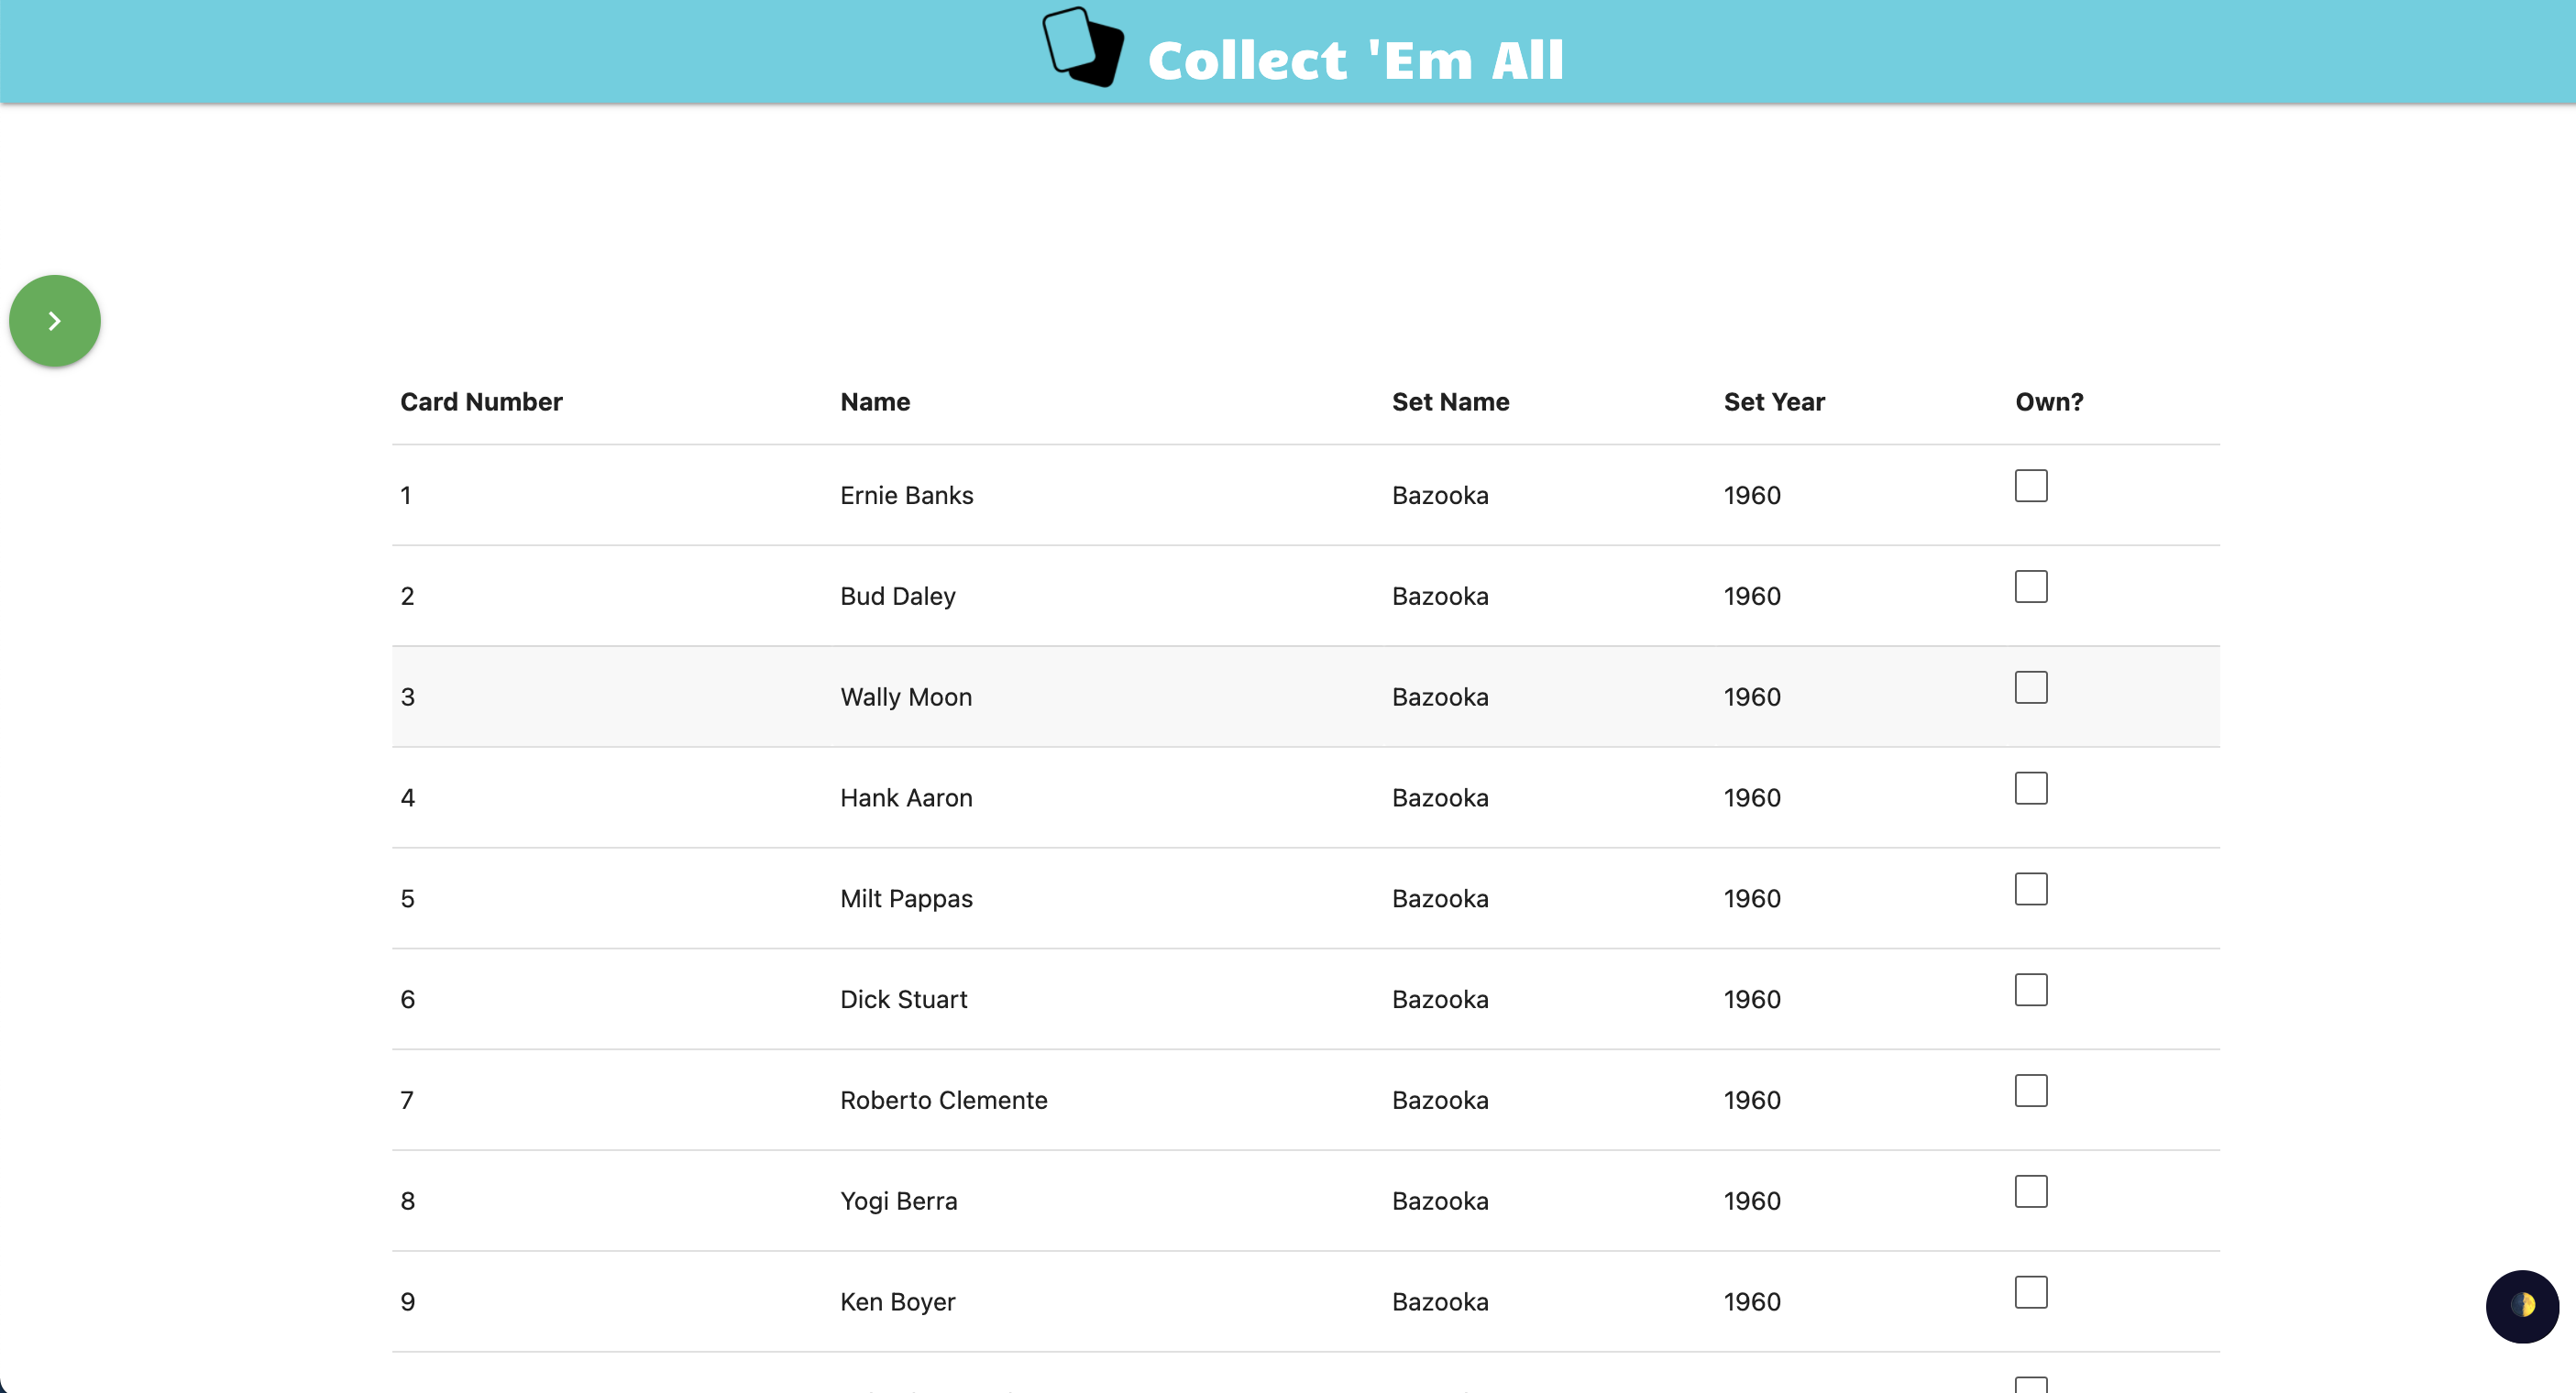 Collect 'Em All
Card Number Name Set Name Set Year Own?
1 Ernie Banks Bazooka 1960
2 Bud Daley Bazooka 1960
3 Wally Moon Bazooka 1960
4 Hank Aaron Bazooka 1960
5 Milt Pappas Bazooka 1960
6 Dick Stuart Bazooka 1960
7 Roberto Clemente Bazooka 1960
8 Yogi Berra Bazooka 1960
9 Ken Boyer Bazooka 1960